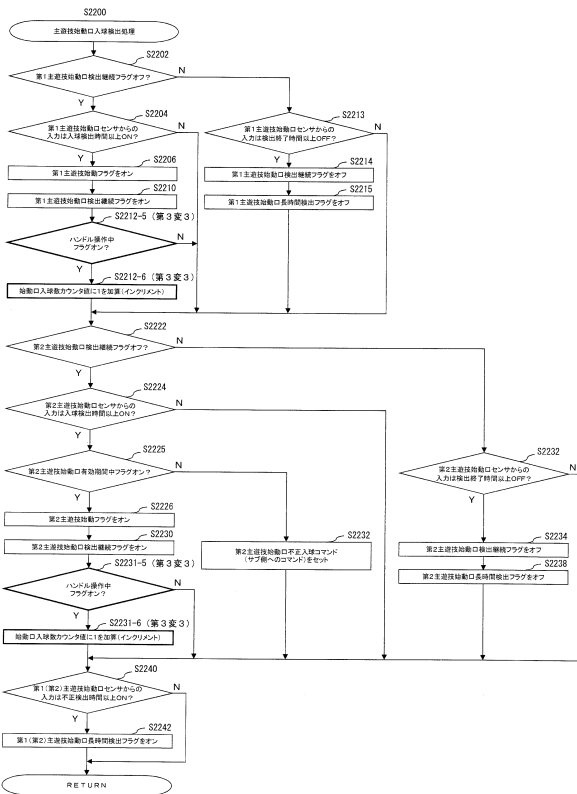 S2200
主遊技始動口入球検出処理
S2202
第1主遊技始動口検出継続フラグオフ？
N
Y
S2204
第1主遊技始動口センサからの
入力は入球検出時間以上ON？
N
Y
S2213
第1主遊技始動口センサからの
入力は検出終了時間以上OFF？
N
Y
S2206
第1主遊技始動フラグをオン
S2214
第1主遊技始動口検出継続フラグをオフ
S2210
第1主遊技始動口検出継続フラグをオン
S2215
第1主遊技始動口長時間検出フラグをオフ
S2212-5 (第3変3)
ハンドル操作中
フラグオン？
N
Y
S2212-6 (第3変3)
始動口入球数カウンタ値に1を加算(インクリメント)
S2222
第2主遊技始動口検出継続フラグオフ？
N
Y
S2224
第2主遊技始動口センサからの
入力は入球検出時間以上ON？
N
Y
S2225
第2主遊技始動口有効期間中フラグオン？
N
Y
S2232
第2主遊技始動口センサからの
入力は検出終了時間以上OFF？
N
Y
S2226
第2主遊技始動フラグをオン
S2230
第2主遊技始動口検出継続フラグをオン
S2232
第2主遊技始動口不正入球コマンド
(サブ側へのコマンド)をセット
S2234
第2主遊技始動口検出継続フラグをオフ
S2238
第2主遊技始動口長時間検出フラグをオフ
S2231-5 (第3変3)
ハンドル操作中
フラグオン？
N
Y
S2231-6 (第3変3)
始動口入球数カウンタ値に1を加算(インクリメント)
S2240
第1(第2)主遊技始動口センサからの
入力は不正検出時間以上ON？
N
Y
S2242
第1(第2)主遊技始動口長時間検出フラグをオン
RETURN